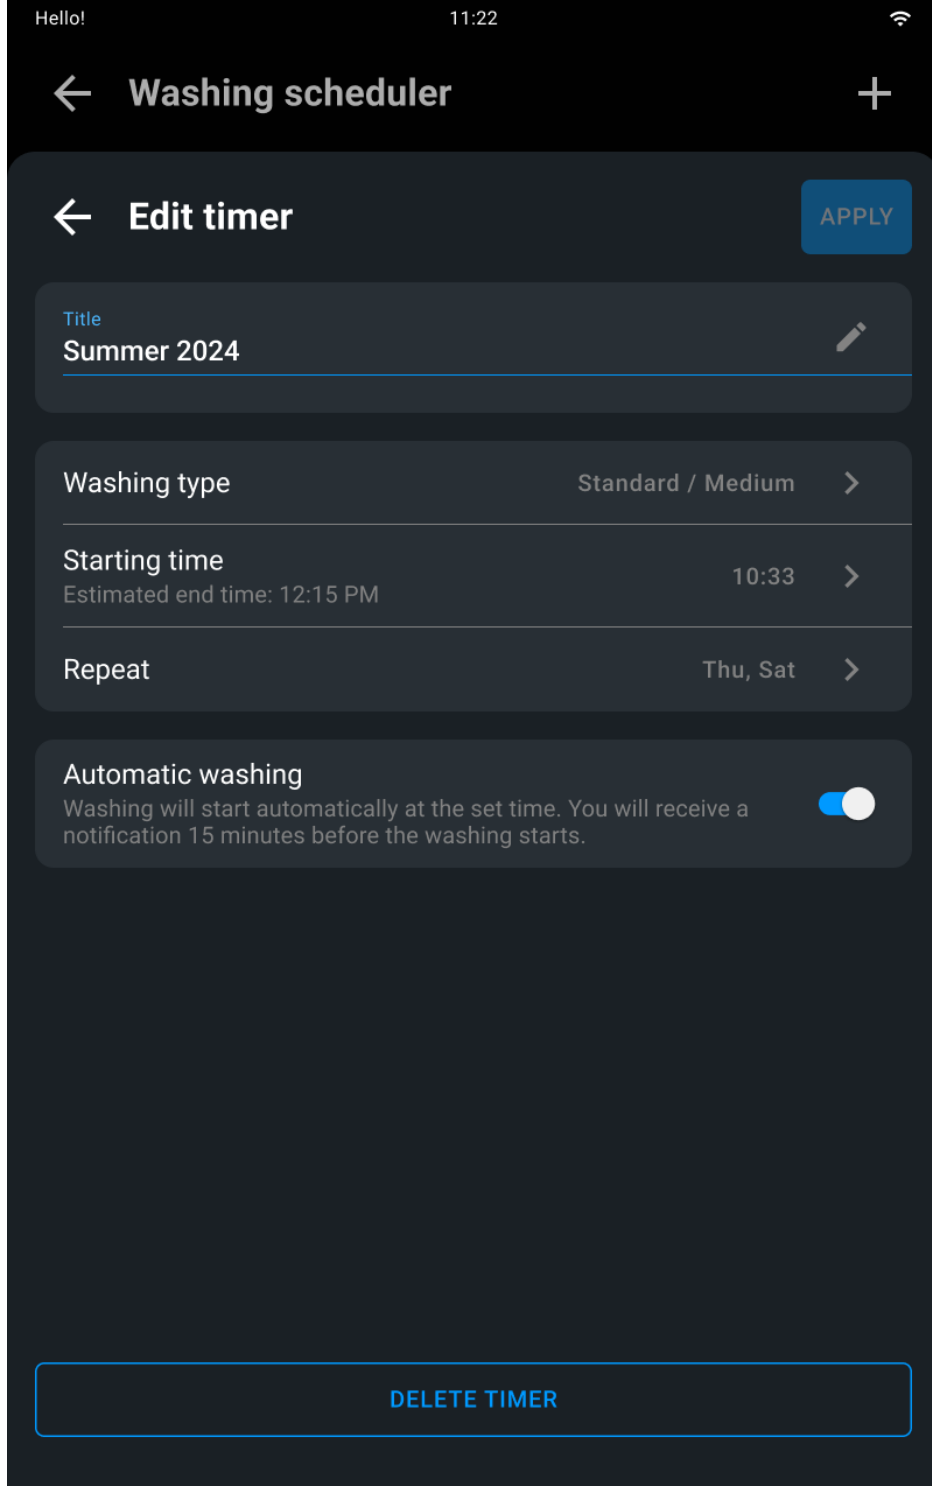 Hello!
11:22
Washing scheduler
Edit timer
APPLY
Title
Summer 2024
Washing type
Standard / Medium
Starting time
Estimated end time: 12:15 PM
10:33
Repeat
Thu, Sat
Automatic washing
Washing will start automatically at the set time. You will receive a
notification 15 minutes before the washing starts.
DELETE TIMER